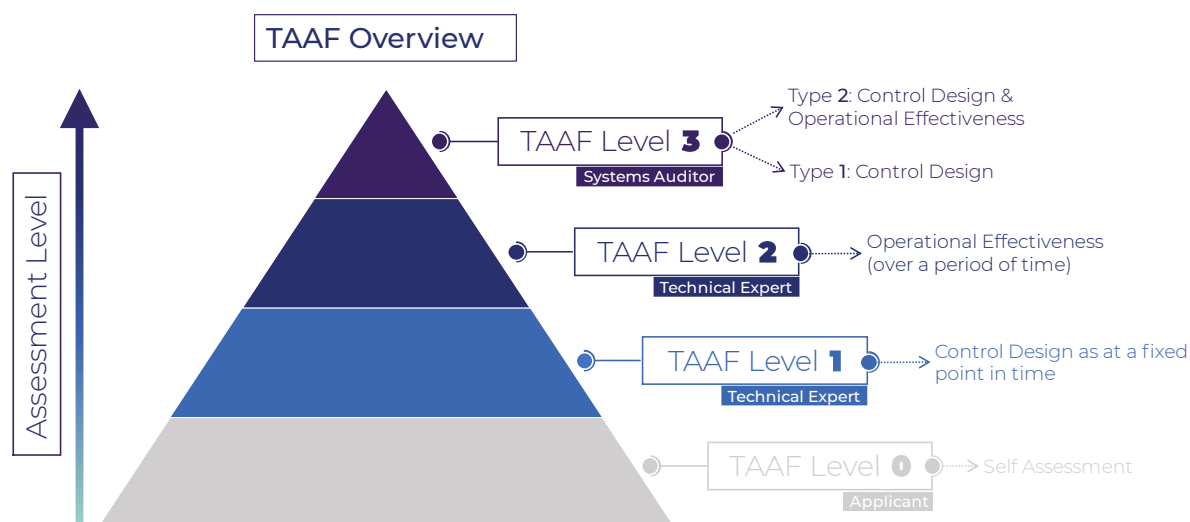 TAAF Overview
Assessment Level
TAAF Level 3
Systems Auditor
Type 2: Control Design &
Operational Effectiveness
Type 1: Control Design
TAAF Level 2
Technical Expert
Operational Effectiveness
(over a period of time)
TAAF Level 1
Technical Expert
Control Design as at a fixed
point in time
TAAF Level 0
Applicant
Self Assessment